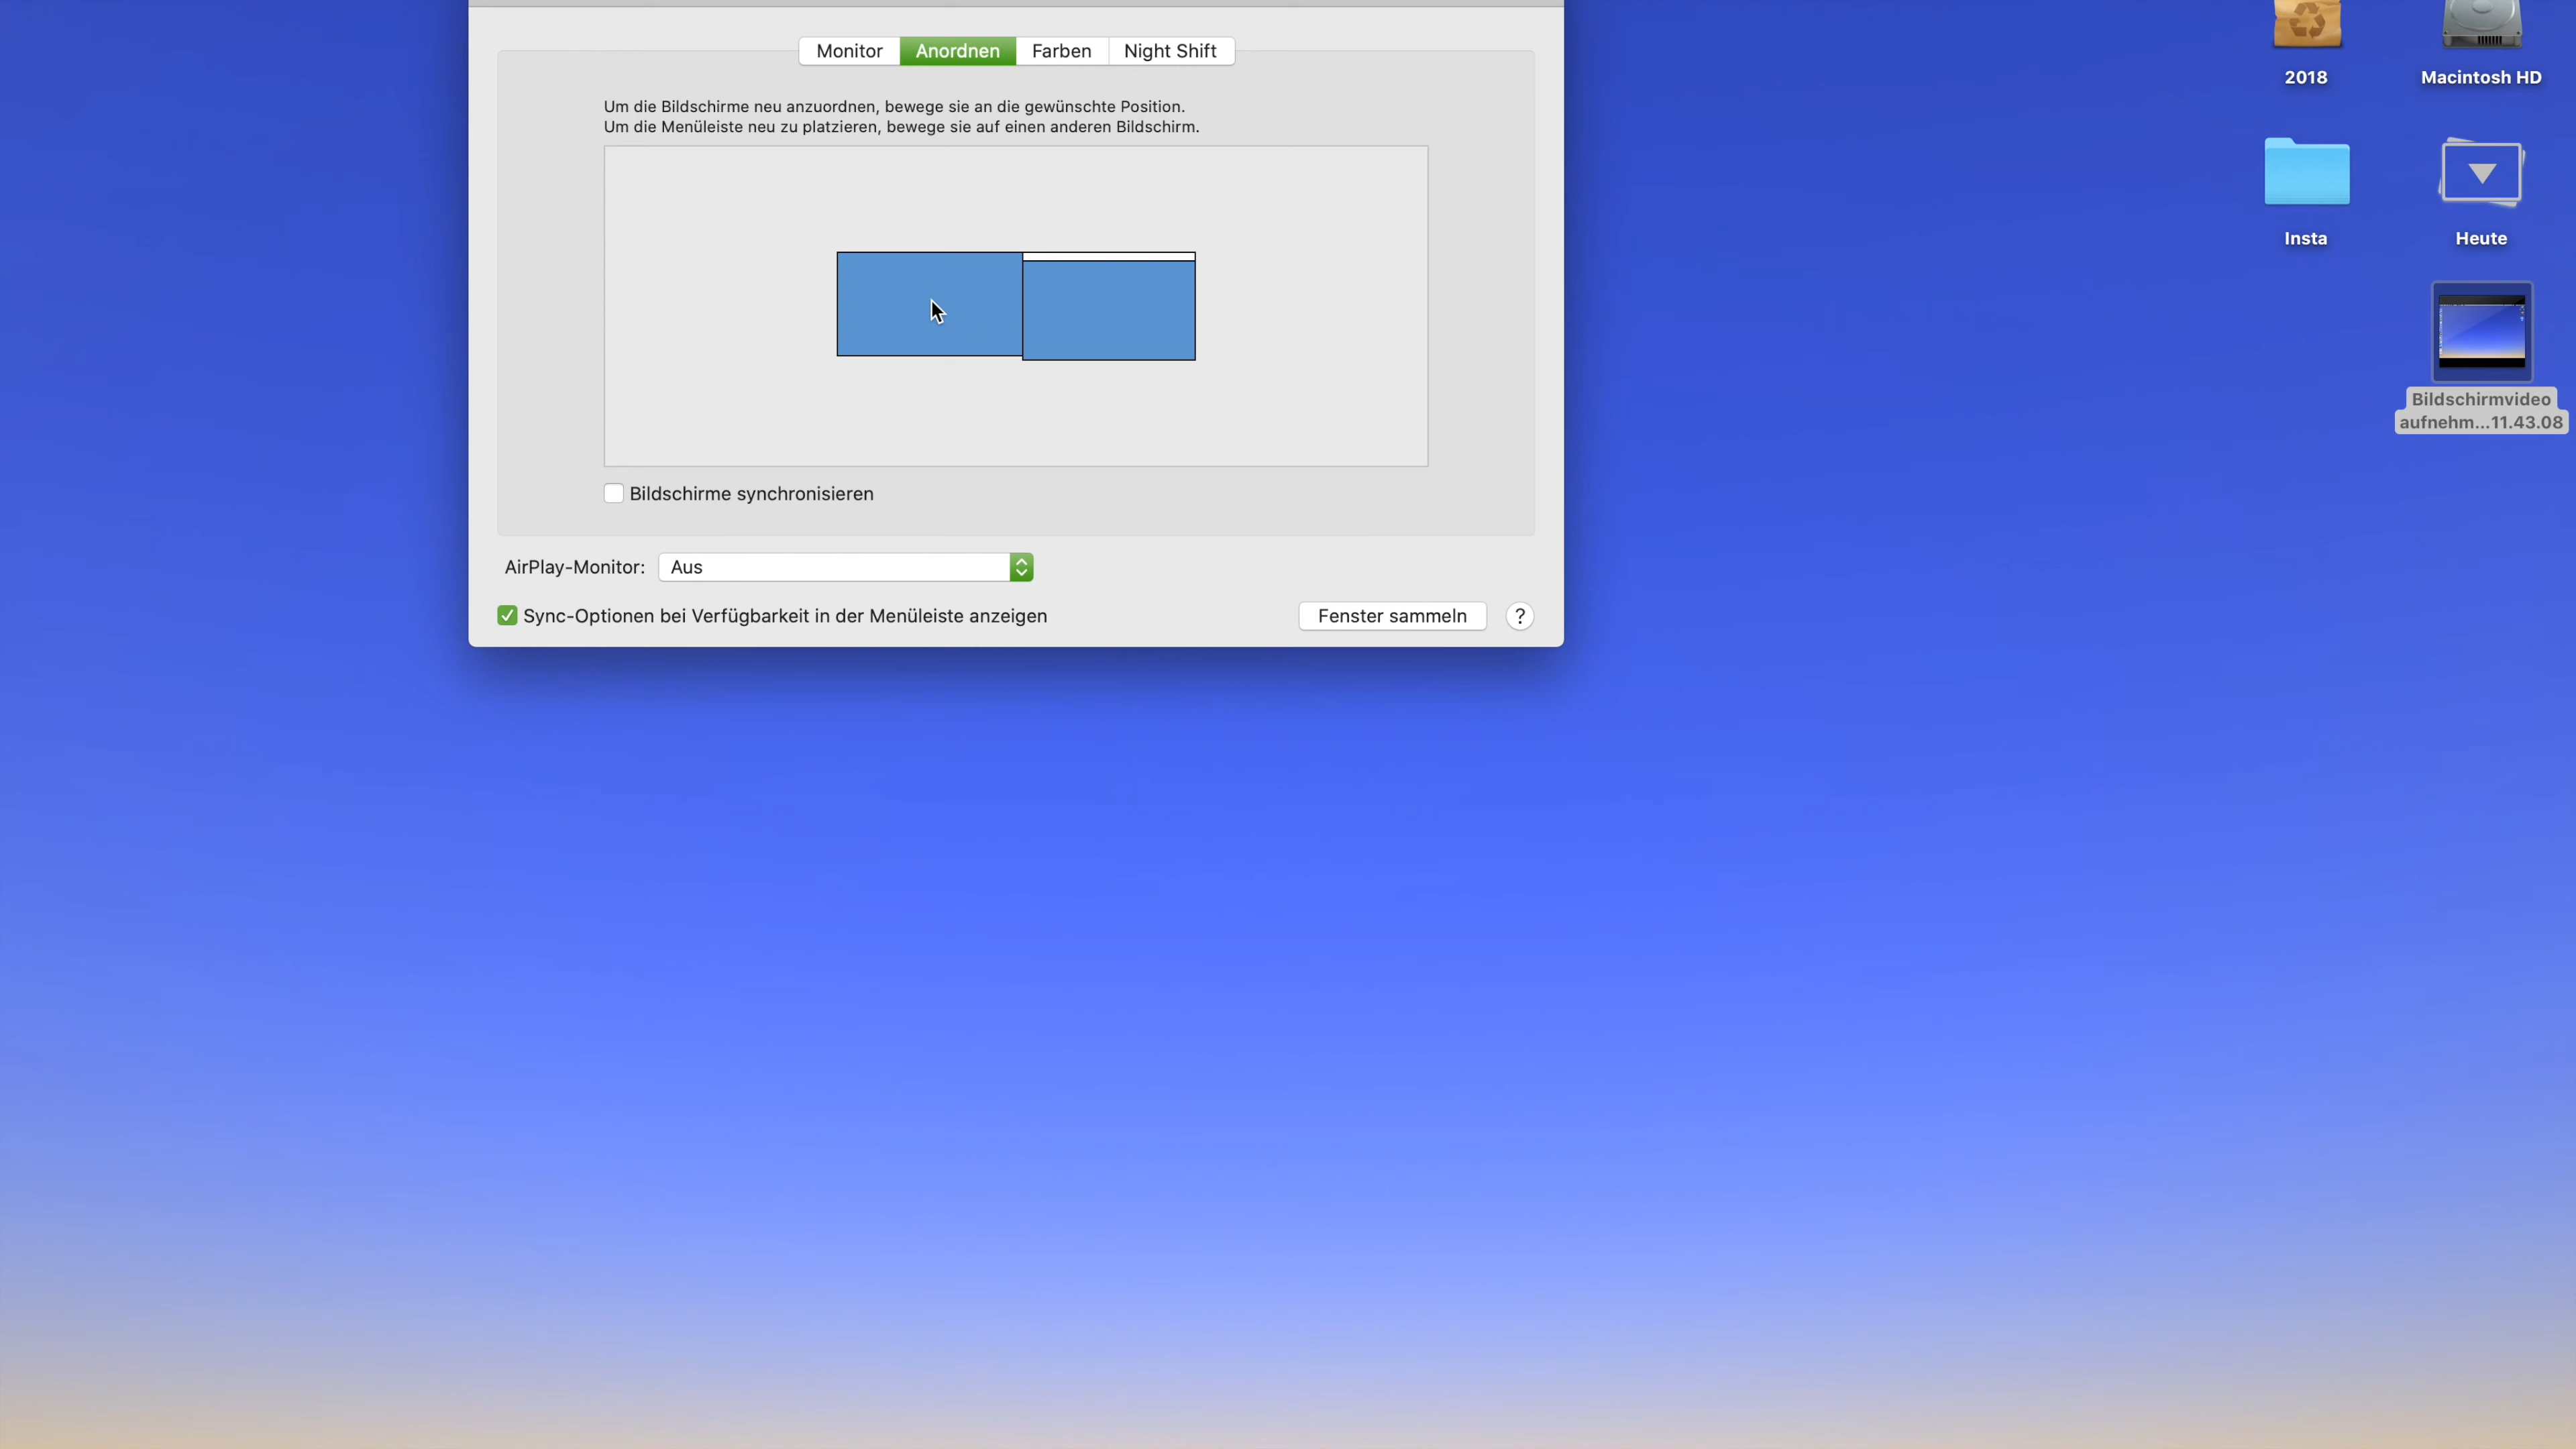 Monitor
Anordnen
Farben
Night Shift
Um die Bildschirme neu anzuordnen, bewege sie an die gewünschte Position.
Um die Menüleiste neu zu platzieren, bewege sie auf einen anderen Bildschirm.
Bildschirme synchronisieren
AirPlay-Monitor:
Aus
Sync-Optionen bei Verfügbarkeit in der Menüleiste anzeigen
Fenster sammeln
?
2018
Macintosh HD
Insta
Heute
Bildschirmvideo
aufnehm...11.43.08